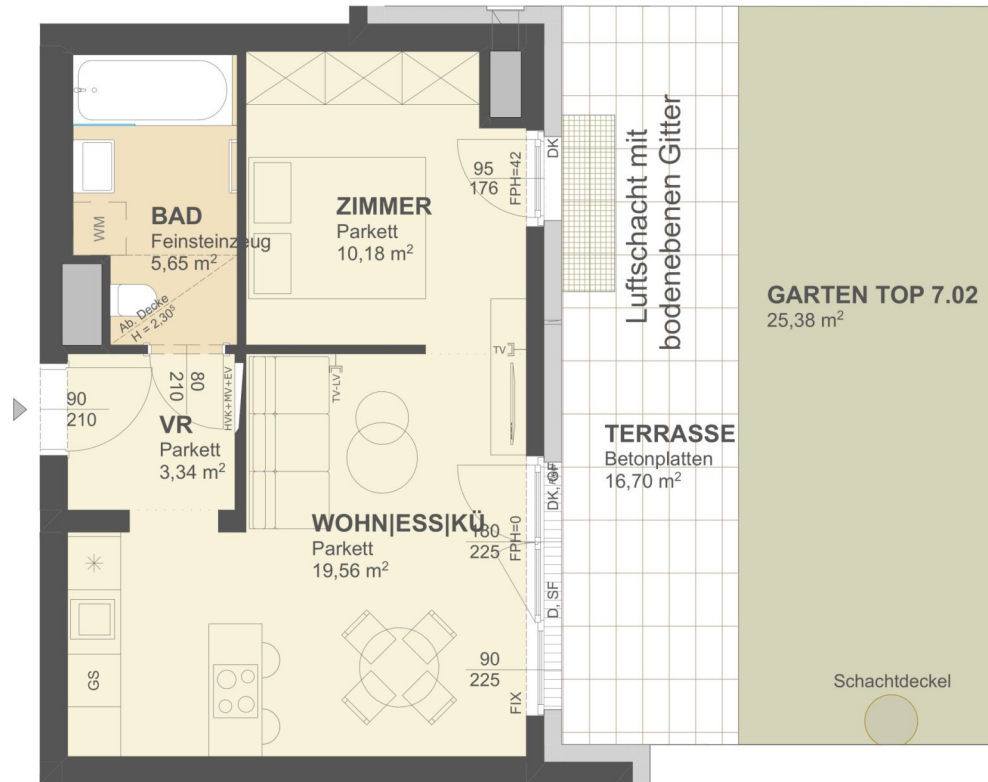 BAD
Feinsteinzeug
5,65 m²
WM
Ab. Decke
H = 2,30⁵
ZIMMER
Parkett
10,18 m²
95
176
FPH=42
DK
Luftschacht mit
bodenebenen Gitter
GARTEN TOP 7.02
25,38 m²
90
210
80
210
HVK+MV+EV
VR
Parkett
3,34 m²
TV-LV
TV
TERRASSE
Betonplatten
16,70 m²
WOHN|ESS|KÜ
Parkett
19,56 m²
180
225
FPH=0
DK,
D, SF
GS
90
225
FIX
Schachtdeckel